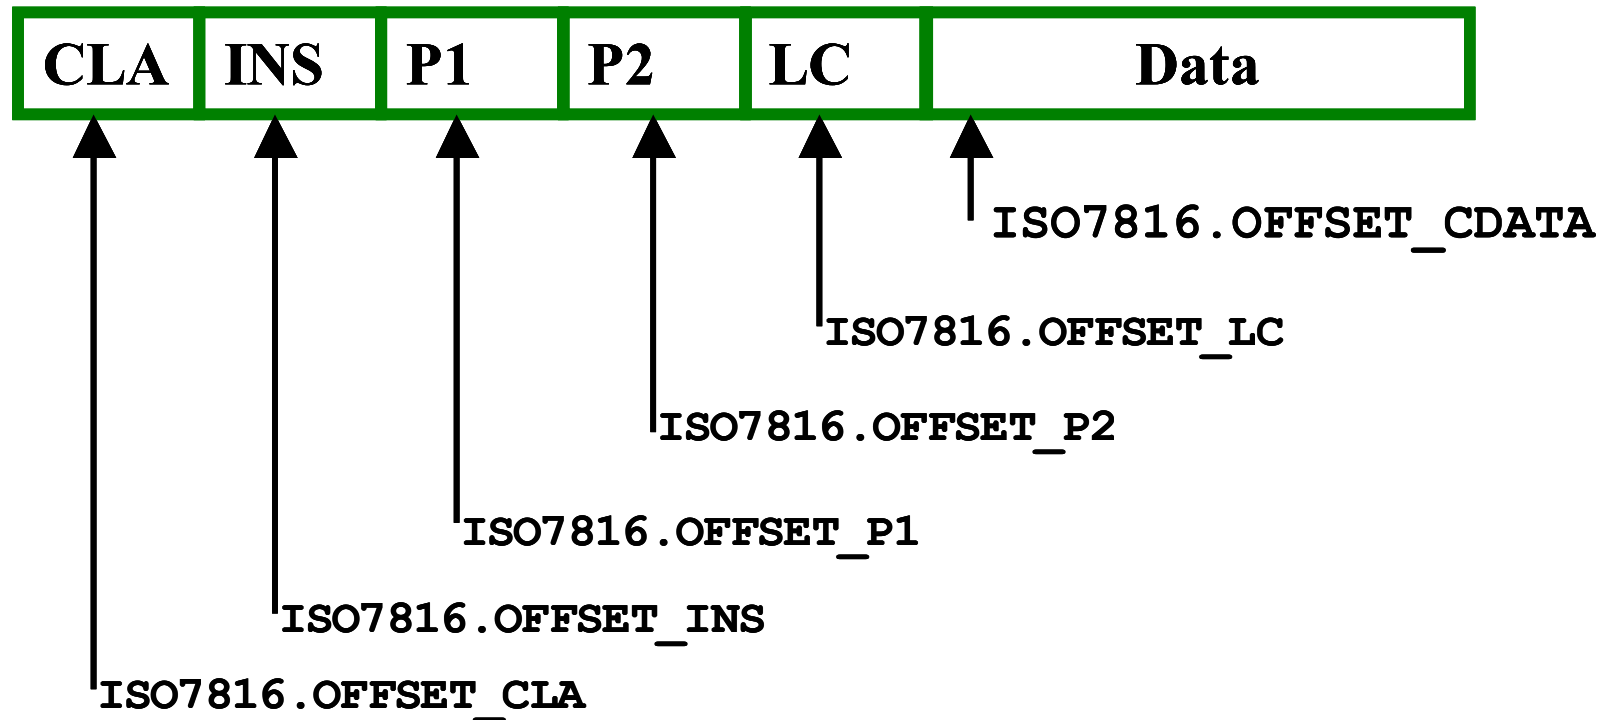 CLA INS P1 P2 LC Data
ISO7816.OFFSET_CDATA
ISO7816.OFFSET_LC
ISO7816.OFFSET_P2
ISO7816.OFFSET_P1
ISO7816.OFFSET_INS
ISO7816.OFFSET_CLA